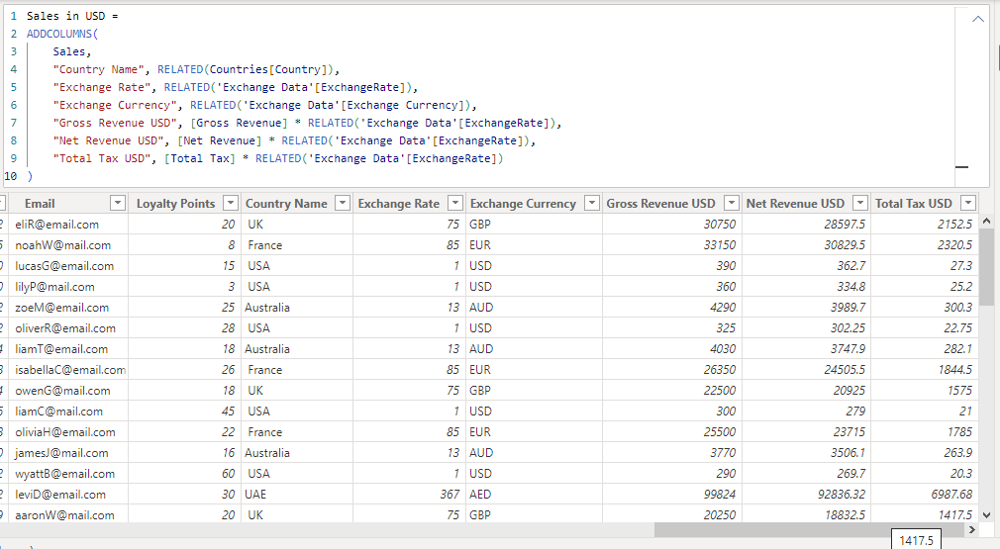 1 Sales in USD =
2 ADDCOLUMNS(
3 Sales,
4 "Country Name", RELATED(Countries[Country]),
5 "Exchange Rate", RELATED('Exchange Data'[ExchangeRate]),
6 "Exchange Currency", RELATED('Exchange Data'[Exchange Currency]),
7 "Gross Revenue USD", [Gross Revenue] * RELATED('Exchange Data'[ExchangeRate]),
8 "Net Revenue USD", [Net Revenue] * RELATED('Exchange Data'[ExchangeRate]),
9 "Total Tax USD", [Total Tax] * RELATED('Exchange Data'[ExchangeRate])
10 )
Email Loyalty Points Country Name Exchange Rate Exchange Currency Gross Revenue USD Net Revenue USD Total Tax USD
2 eliR@email.com 20 UK 75 GBP 30750 28597.5 2152.5
5 noahW@mail.com 8 France 85 EUR 33150 30829.5 2320.5
0 lucasG@email.com 15 USA 1 USD 390 362.7 27.3
0 lilyP@mail.com 3 USA 1 USD 360 334.8 25.2
2 zoeM@email.com 25 Australia 13 AUD 4290 3989.7 300.3
2 oliverR@email.com 28 USA 1 USD 325 302.25 22.75
4 liamT@email.com 18 Australia 13 AUD 4030 3747.9 282.1
3 isabellaC@email.com 26 France 85 EUR 26350 24505.5 1844.5
4 owenG@mail.com 18 UK 75 GBP 22500 20925 1575
5 liamC@mail.com 45 USA 1 USD 300 279 21
3 oliviaH@email.com 22 France 85 EUR 25500 23715 1785
0 jamesJ@mail.com 16 Australia 13 AUD 3770 3506.1 263.9
2 wyattB@email.com 60 USA 1 USD 290 269.7 20.3
2 leviD@email.com 30 UAE 367 AED 99824 92836.32 6987.68
9 aaronW@mail.com 20 UK 75 GBP 20250 18832.5 1417.5
1417.5